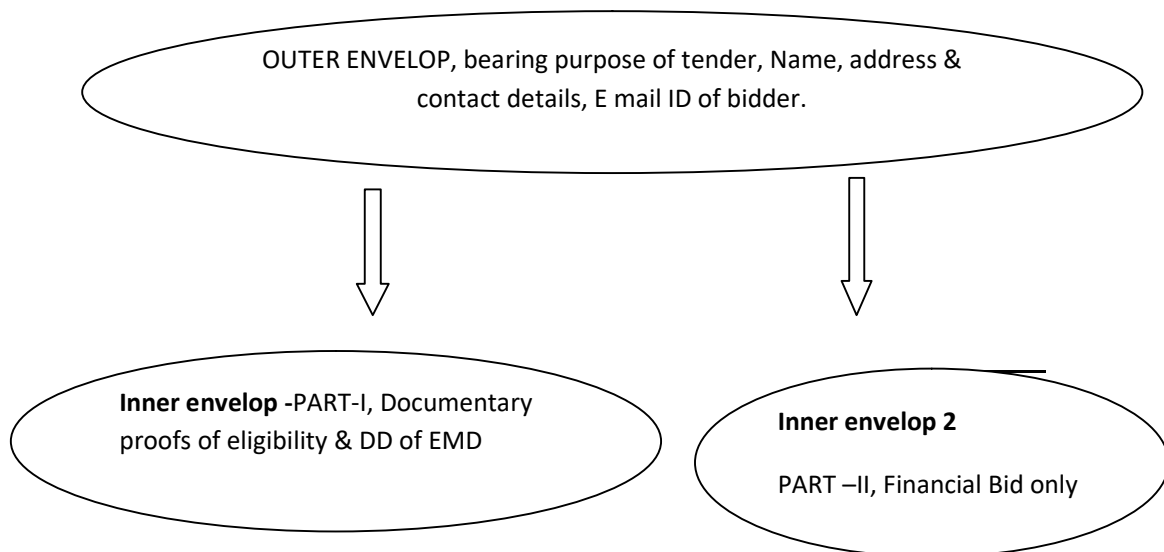 OUTER ENVELOP, bearing purpose of tender, Name, address &
contact details, E mail ID of bidder.
Inner envelop -PART-I, Documentary
proofs of eligibility & DD of EMD
Inner envelop 2
PART –II, Financial Bid only